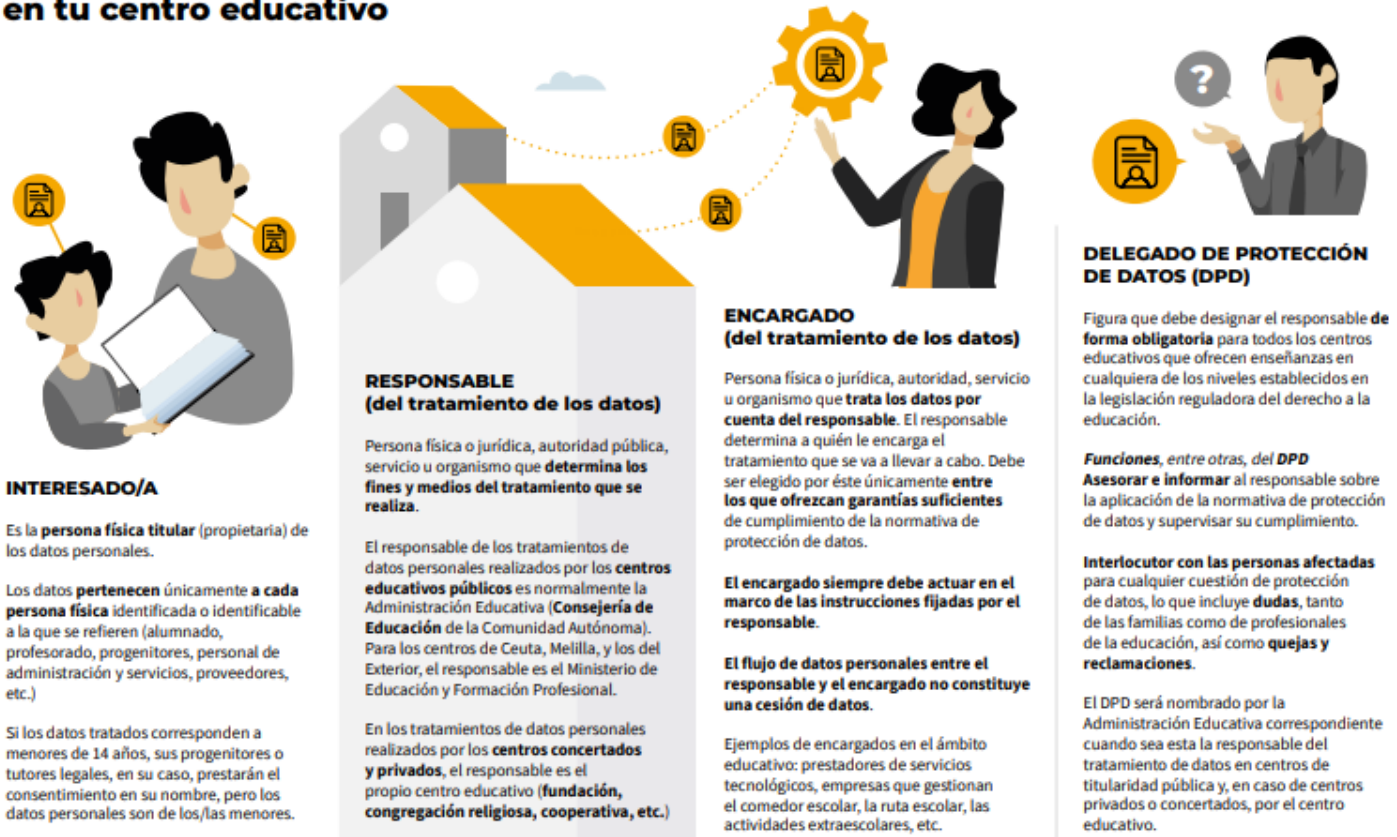 en tu centro educativo
INTERESADO/A
Es la persona física titular (propietaria) de
los datos personales.
Los datos pertenecen únicamente a cada
persona física identificada o identificable
a la que se refieren (alumnado,
profesorado, progenitores, personal de
administración y servicios, proveedores,
etc.)
Si los datos tratados corresponden a
menores de 14 años, sus progenitores o
tutores legales, en su caso, prestarán el
consentimiento en su nombre, pero los
datos personales son de los/las menores.
RESPONSABLE
(del tratamiento de los datos)
Persona física o jurídica, autoridad pública,
servicio u organismo que determina los
fines y medios del tratamiento que se
realiza.
El responsable de los tratamientos de
datos personales realizados por los centros
educativos públicos es normalmente la
Administración Educativa (Consejería de
Educación de la Comunidad Autónoma).
Para los centros de Ceuta, Melilla, y los del
Exterior, el responsable es el Ministerio de
Educación y Formación Profesional.
En los tratamientos de datos personales
realizados por los centros concertados
y privados, el responsable es el
propio centro educativo (fundación,
congregación religiosa, cooperativa, etc.)
ENCARGADO
(del tratamiento de los datos)
Persona física o jurídica, autoridad, servicio
u organismo que trata los datos por
cuenta del responsable. El responsable
determina a quién le encarga el
tratamiento que se va a llevar a cabo. Debe
ser elegido por éste únicamente entre
los que ofrezcan garantías suficientes
de cumplimiento de la normativa de
protección de datos.
El encargado siempre debe actuar en el
marco de las instrucciones fijadas por el
responsable.
El flujo de datos personales entre el
responsable y el encargado no constituye
una cesión de datos.
Ejemplos de encargados en el ámbito
educativo: prestadores de servicios
tecnológicos, empresas que gestionan
el comedor escolar, la ruta escolar, las
actividades extraescolares, etc.
?
DELEGADO DE PROTECCIÓN
DE DATOS (DPD)
Figura que debe designar el responsable de
forma obligatoria para todos los centros
educativos que ofrecen enseñanzas en
cualquiera de los niveles establecidos en
la legislación reguladora del derecho a la
educación.
Funciones, entre otras, del DPD
Asesorar e informar al responsable sobre
la aplicación de la normativa de protección
de datos y supervisar su cumplimiento.
Interlocutor con las personas afectadas
para cualquier cuestión de protección
de datos, lo que incluye dudas, tanto
de las familias como de profesionales
de la educación, así como quejas y
reclamaciones.
El DPD será nombrado por la
Administración Educativa correspondiente
cuando sea esta la responsable del
tratamiento de datos en centros de
titularidad pública y, en caso de centros
privados o concertados, por el centro
educativo.